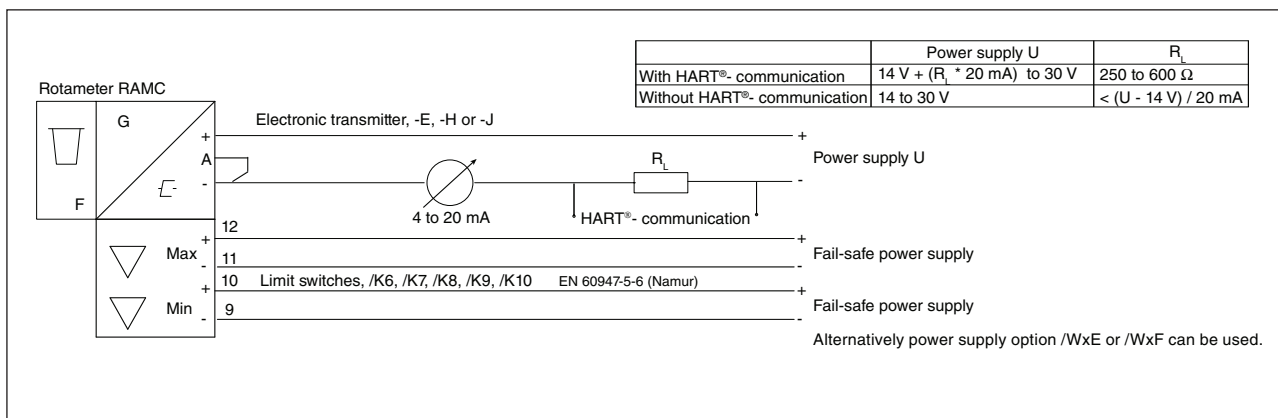 Power supply U R_L
With HART®- communication 14 V + (R_L * 20 mA) to 30 V 250 to 600 Ω
Without HART®- communication 14 to 30 V < (U - 14 V) / 20 mA
Rotameter RAMC
G
F
Electronic transmitter, -E, -H or -J
+ +
A
- -
Power supply U
R_L
4 to 20 mA
HART®- communication
12
Max + +
Fail-safe power supply
11
- -
10 Limit switches, /K6, /K7, /K8, /K9, /K10 EN 60947-5-6 (Namur)
+ +
Min
Fail-safe power supply
9
- -
Alternatively power supply option /WxE or /WxF can be used.